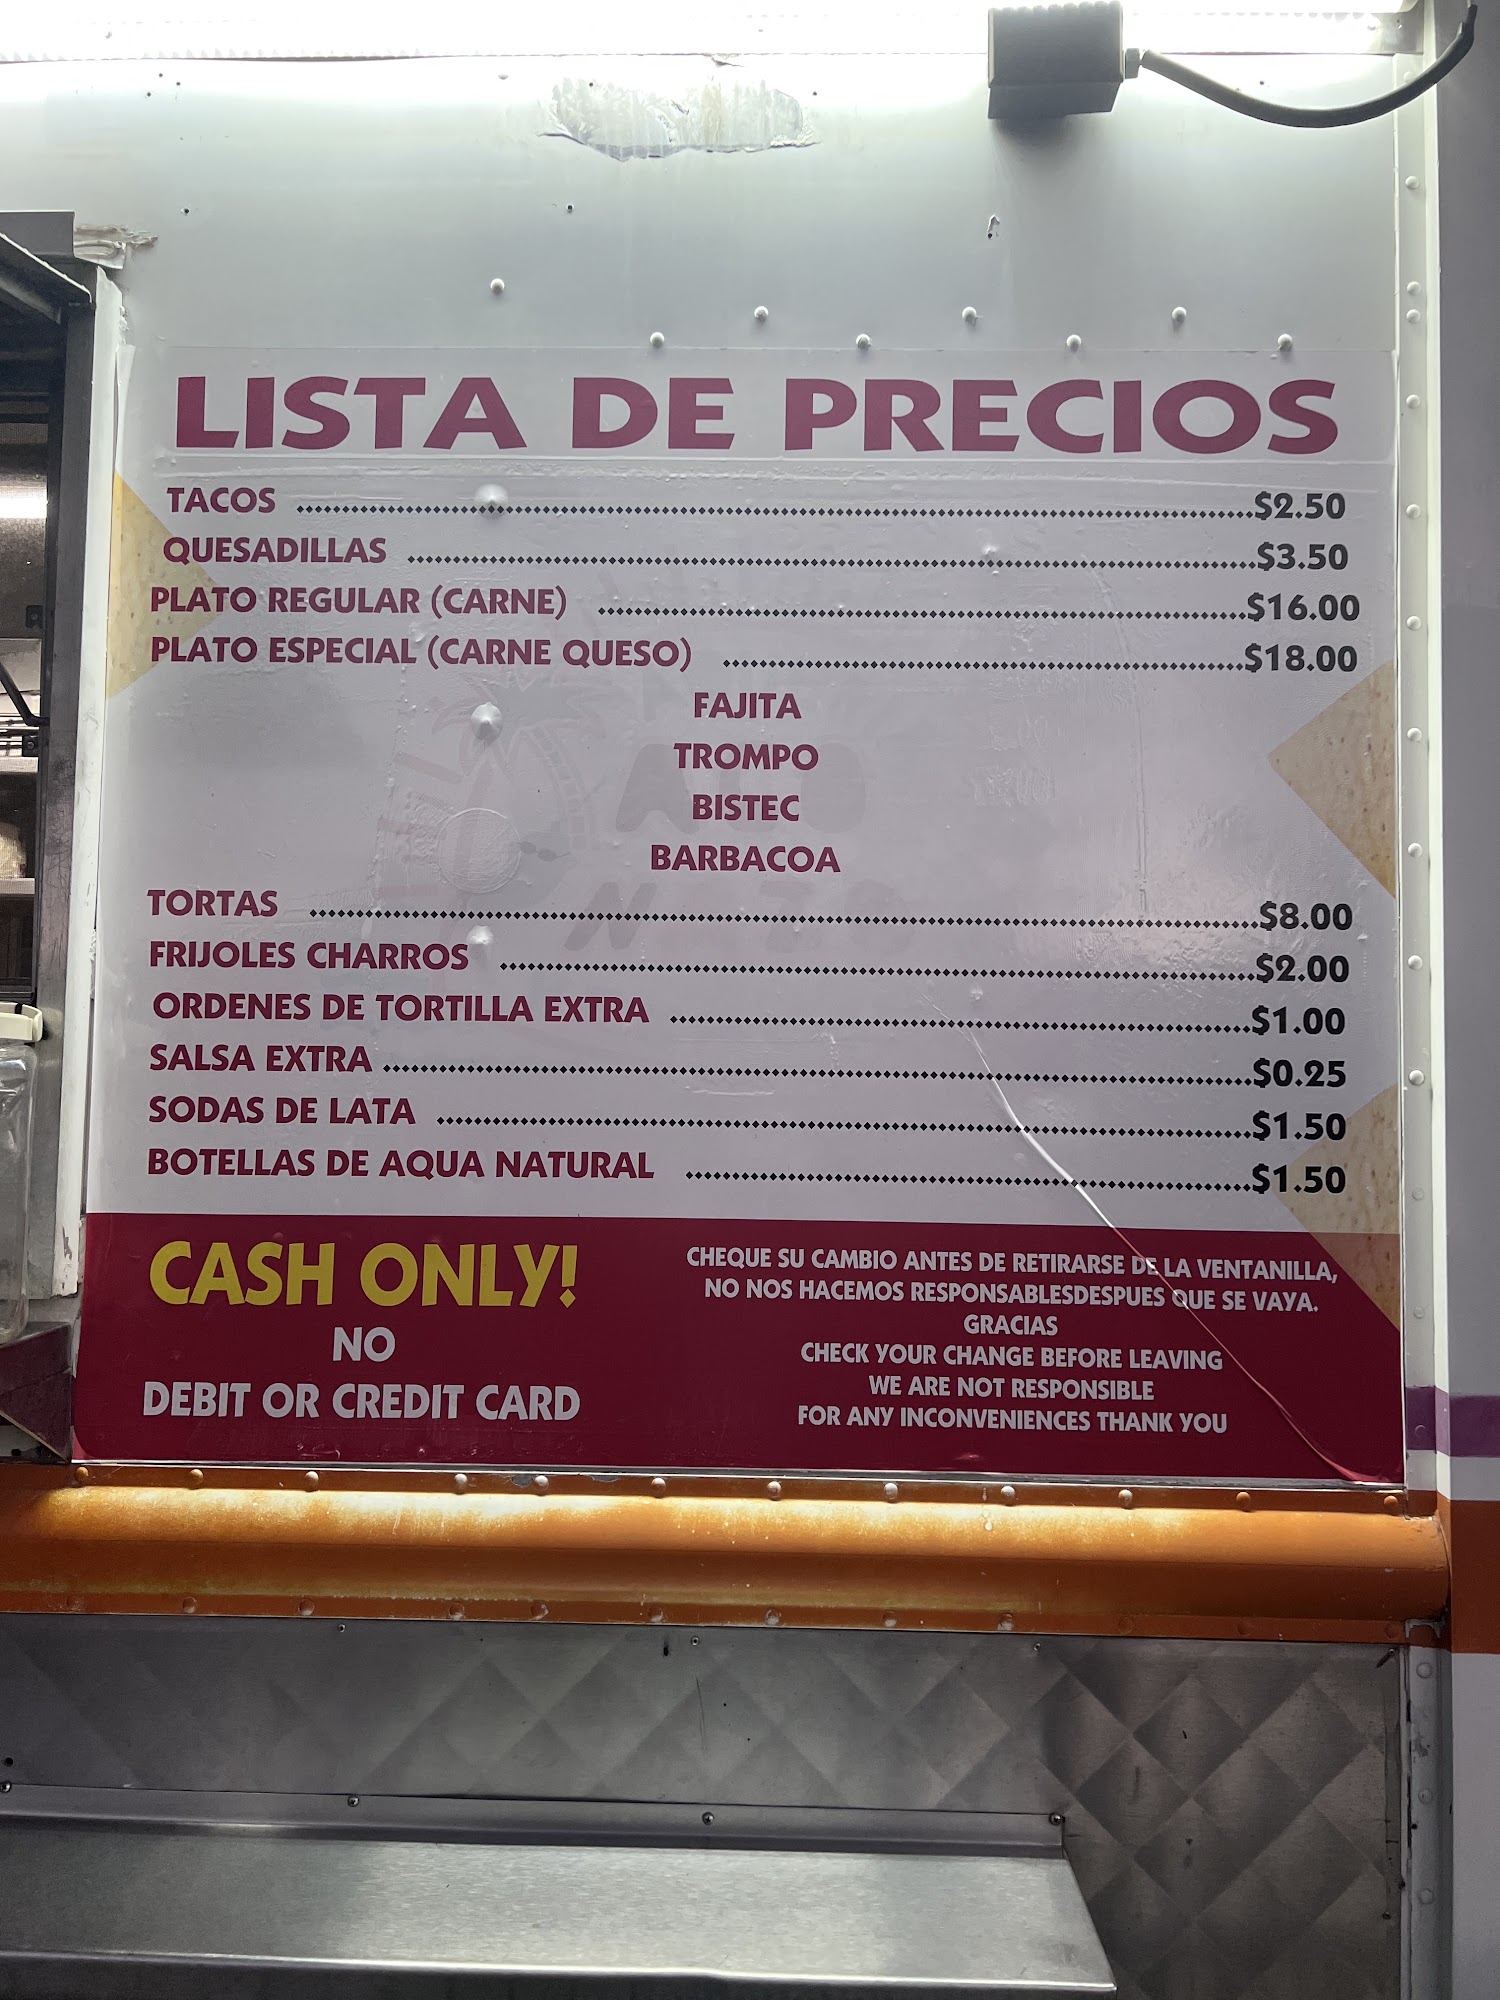 LISTA DE PRECIOS
TACOS ........ $2.50
QUESADILLAS ........ $3.50
PLATO REGULAR (CARNE) ........ $16.00
PLATO ESPECIAL (CARNE QUESO) ........ $18.00
FAJITA
TROMPO
BISTEC
BARBACOA
TORTAS ........ $8.00
FRIJOLES CHARROS ........ $2.00
ORDENES DE TORTILLA EXTRA ........ $1.00
SALSA EXTRA ........ $0.25
SODAS DE LATA ........ $1.50
BOTELLAS DE AQUA NATURAL ........ $1.50
CASH ONLY!
NO
DEBIT OR CREDIT CARD
CHEQUE SU CAMBIO ANTES DE RETIRARSE DE LA VENTANILLA,
NO NOS HACEMOS RESPONSABLESDESPUES QUE SE VAYA.
GRACIAS
CHECK YOUR CHANGE BEFORE LEAVING
WE ARE NOT RESPONSIBLE
FOR ANY INCONVENIENCES THANK YOU